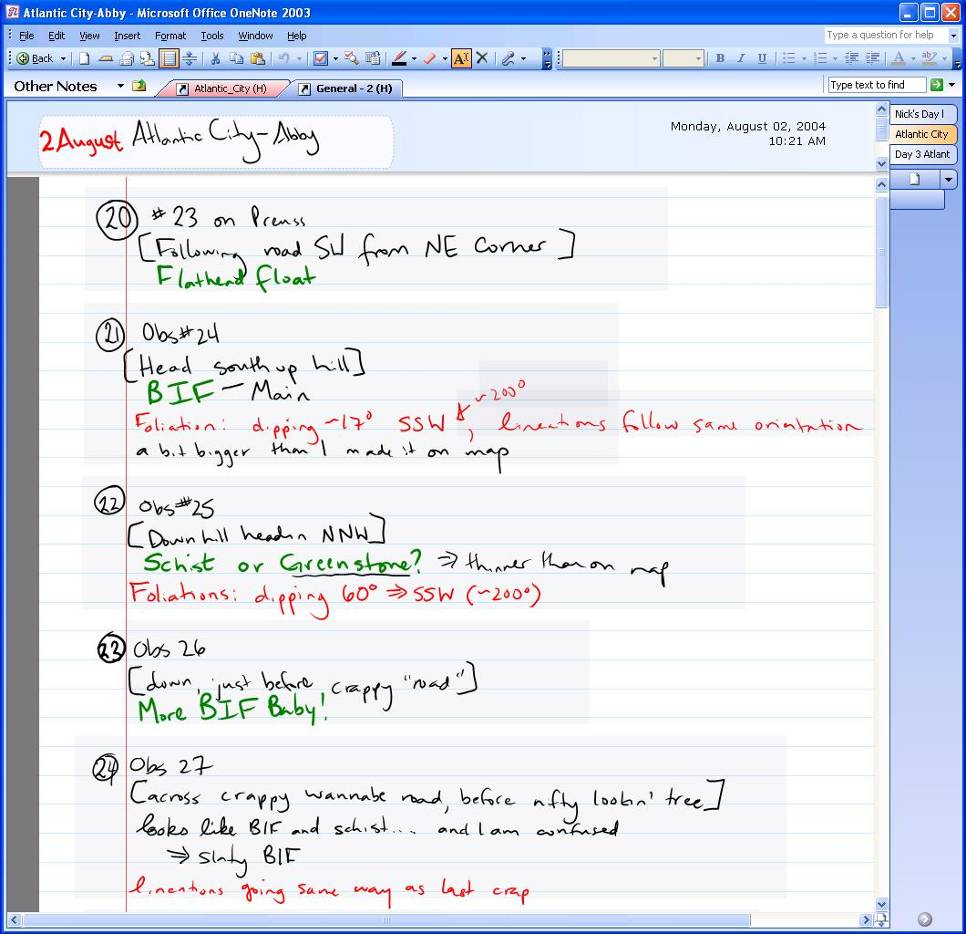 Atlantic City-Abby - Microsoft Office OneNote 2003
File Edit View Insert Format Tools Window Help
Type a question for help
Back
Other Notes
Atlantic_City (H)
General - 2 (H)
Type text to find
2 August Atlantic City-Abby
Monday, August 02, 2004
10:21 AM
Nick's Day I
Atlantic City
Day 3 Atlant
20 #23 on Preuss
[Following road SW from NE Corner]
Flathead float
21 Obs#24
[Head south up hill]
BIF - Main
~200°
Foliation: dipping ~17° SSW, lineations follow same orientation
a bit bigger than I made it on map
22 Obs#25
[Down hill headin NNW]
Schist or Greenstone? ⇒ thinner than on map
Foliations: dipping 60° ⇒ SSW (~200°)
23 Obs 26
[down, just before crappy "road"]
More BIF Baby!
24 Obs 27
[across crappy wannabe road, before nifty lookin' tree]
looks like BIF and schist... and I am confused
⇒ slaty BIF
linentions going same way as last crap